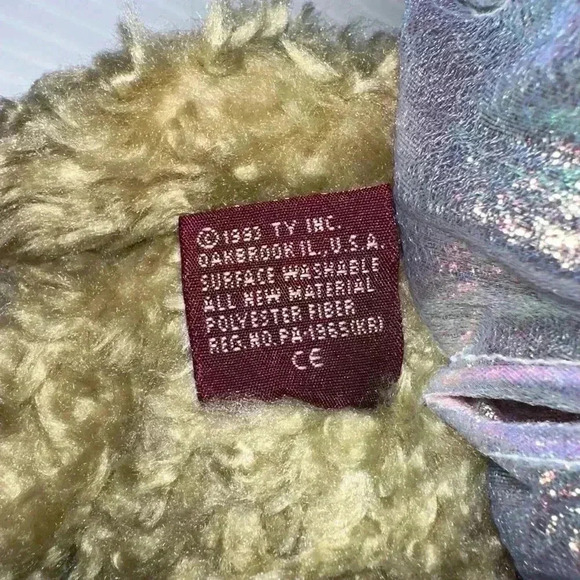 © 1993 TY INC.
OAKBROOK IL., U.S.A.
SURFACE WASHABLE
ALL NEW MATERIAL
POLYESTER FIBER
REG. NO. PA-1965(KR)
CE